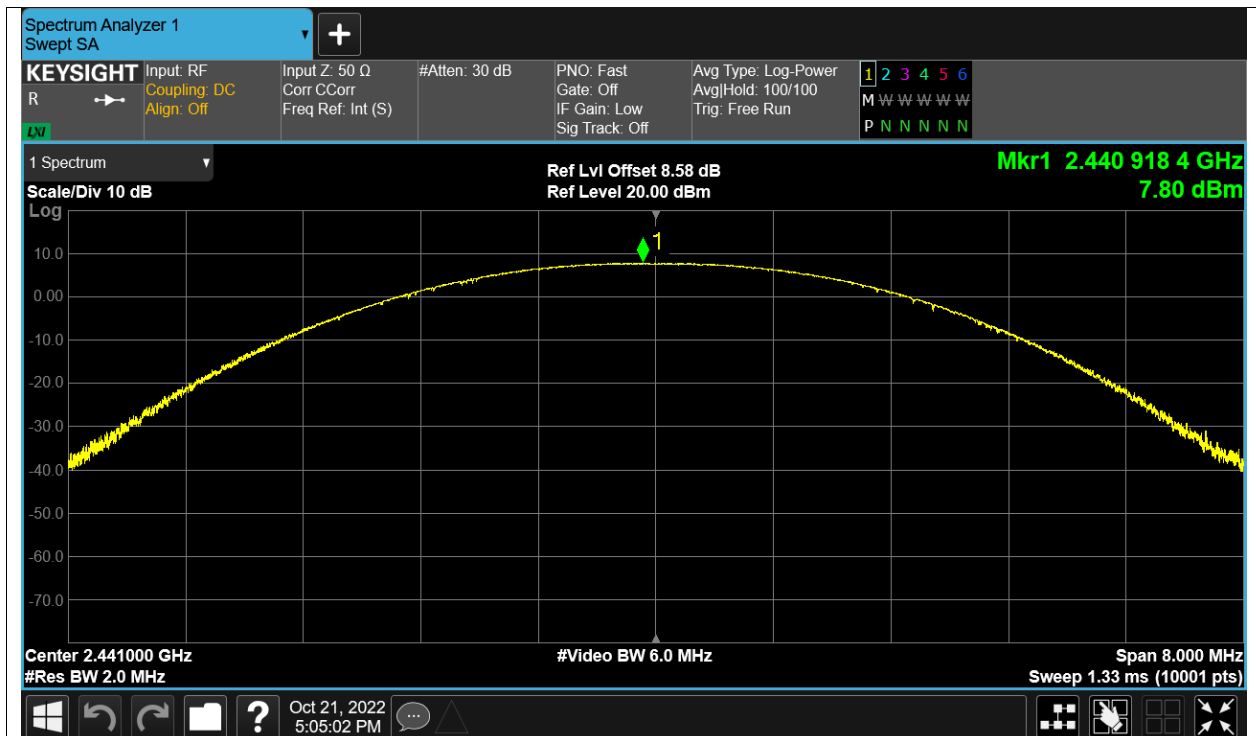 Spectrum Analyzer 1
Swept SA
+
KEYSIGHT
R
LXI
Input: RF
Coupling: DC
Align: Off
Input Z: 50 Ω
Corr CCorr
Freq Ref: Int (S)
#Atten: 30 dB
PNO: Fast
Gate: Off
IF Gain: Low
Sig Track: Off
Avg Type: Log-Power
Avg|Hold: 100/100
Trig: Free Run
1 2 3 4 5 6
M W W W W W
P N N N N N
1 Spectrum
Scale/Div 10 dB
Log
Ref Lvl Offset 8.58 dB
Ref Level 20.00 dBm
Mkr1 2.440 918 4 GHz
7.80 dBm
1
10.0
0.00
-10.0
-20.0
-30.0
-40.0
-50.0
-60.0
-70.0
Center 2.441000 GHz
#Res BW 2.0 MHz
#Video BW 6.0 MHz
Span 8.000 MHz
Sweep 1.33 ms (10001 pts)
?
Oct 21, 2022
5:05:02 PM